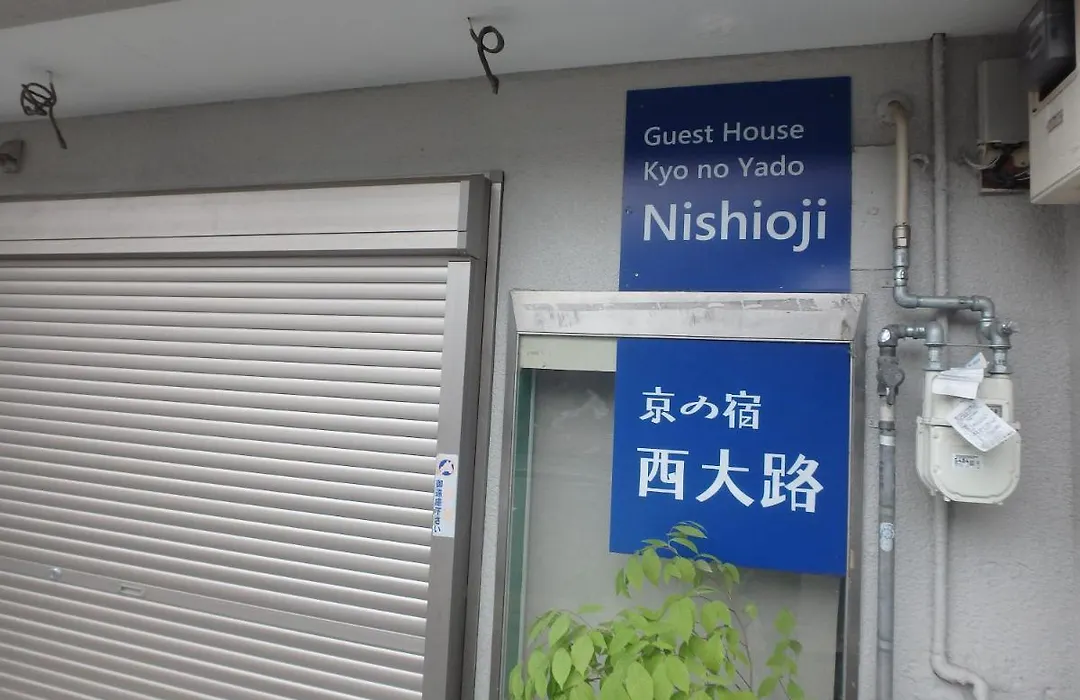 Guest House
Kyo no Yado
Nishioji
京の宿
西大路